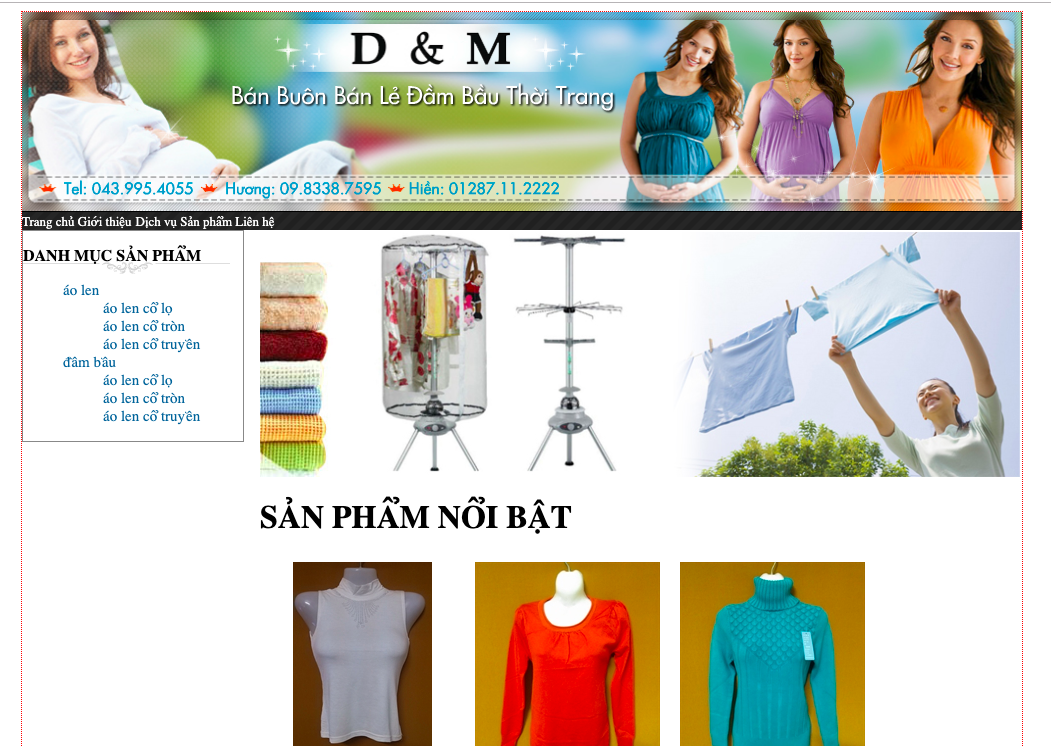 D & M
Bán Buôn Bán Lẻ Đầm Bầu Thời Trang
Tel: 043.995.4055 Hương: 09.8338.7595 Hiền: 01287.11.2222
Trang chủ Giới thiệu Dịch vụ Sản phẩm Liên hệ
DANH MỤC SẢN PHẨM
áo len
áo len cổ lọ
áo len cổ tròn
áo len cổ truyền
đầm bầu
áo len cổ lọ
áo len cổ tròn
áo len cổ truyền
SẢN PHẨM NỔI BẬT